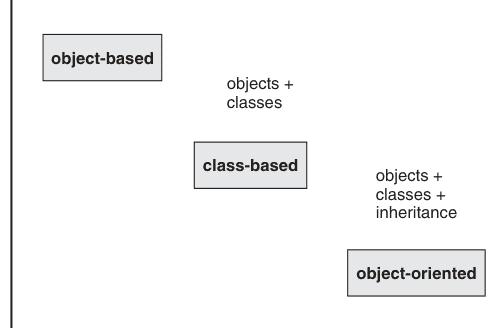 object-based
objects +
classes
class-based
objects +
classes +
inheritance
object-oriented